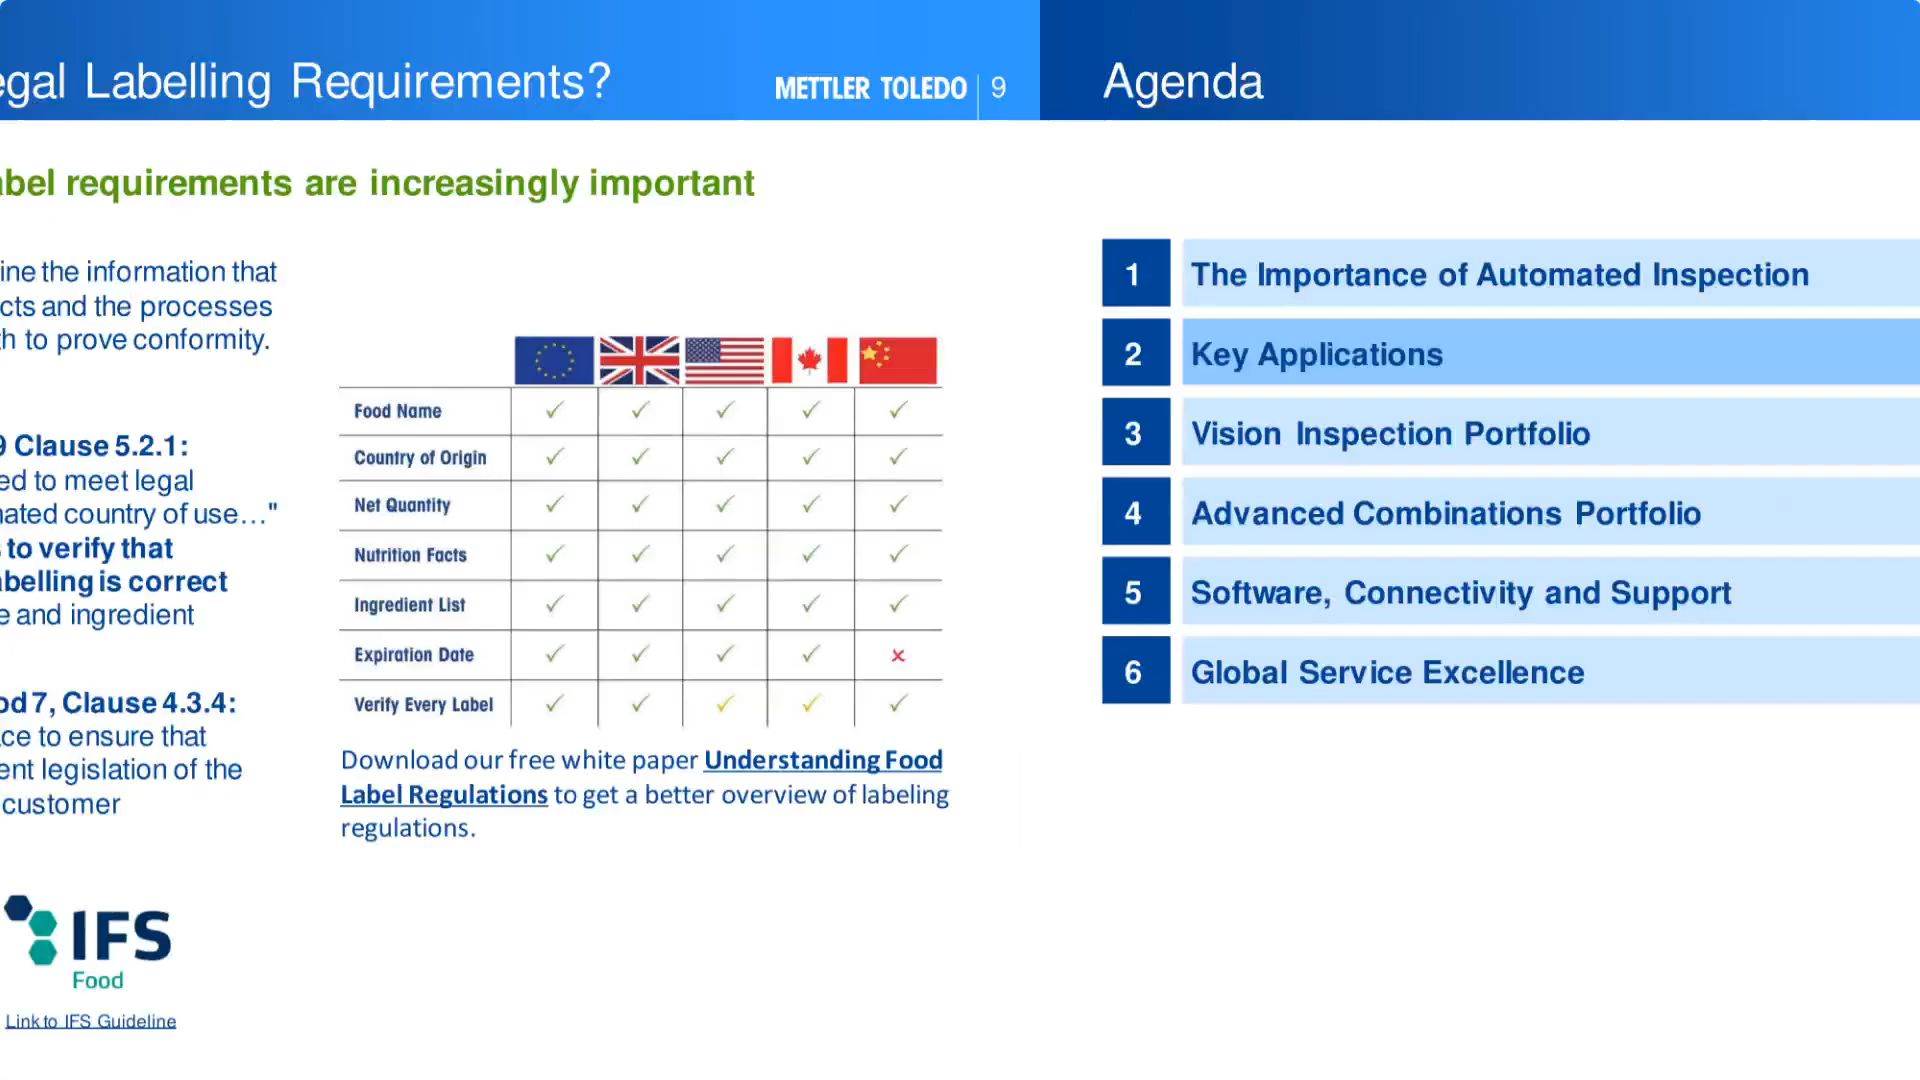 egal Labelling Requirements?
METTLER TOLEDO | 9
abel requirements are increasingly important
ine the information that
cts and the processes
th to prove conformity.
9 Clause 5.2.1:
ed to meet legal
nated country of use…"
s to verify that
abelling is correct
e and ingredient
od 7, Clause 4.3.4:
ce to ensure that
ent legislation of the
customer
IFS
Food
Link to IFS Guideline
Food Name ✓ ✓ ✓ ✓ ✓
Country of Origin ✓ ✓ ✓ ✓ ✓
Net Quantity ✓ ✓ ✓ ✓ ✓
Nutrition Facts ✓ ✓ ✓ ✓ ✓
Ingredient List ✓ ✓ ✓ ✓ ✓
Expiration Date ✓ ✓ ✓ ✓ ×
Verify Every Label ✓ ✓ ✓ ✓ ✓
Download our free white paper Understanding Food
Label Regulations to get a better overview of labeling
regulations.
Agenda
1 The Importance of Automated Inspection
2 Key Applications
3 Vision Inspection Portfolio
4 Advanced Combinations Portfolio
5 Software, Connectivity and Support
6 Global Service Excellence